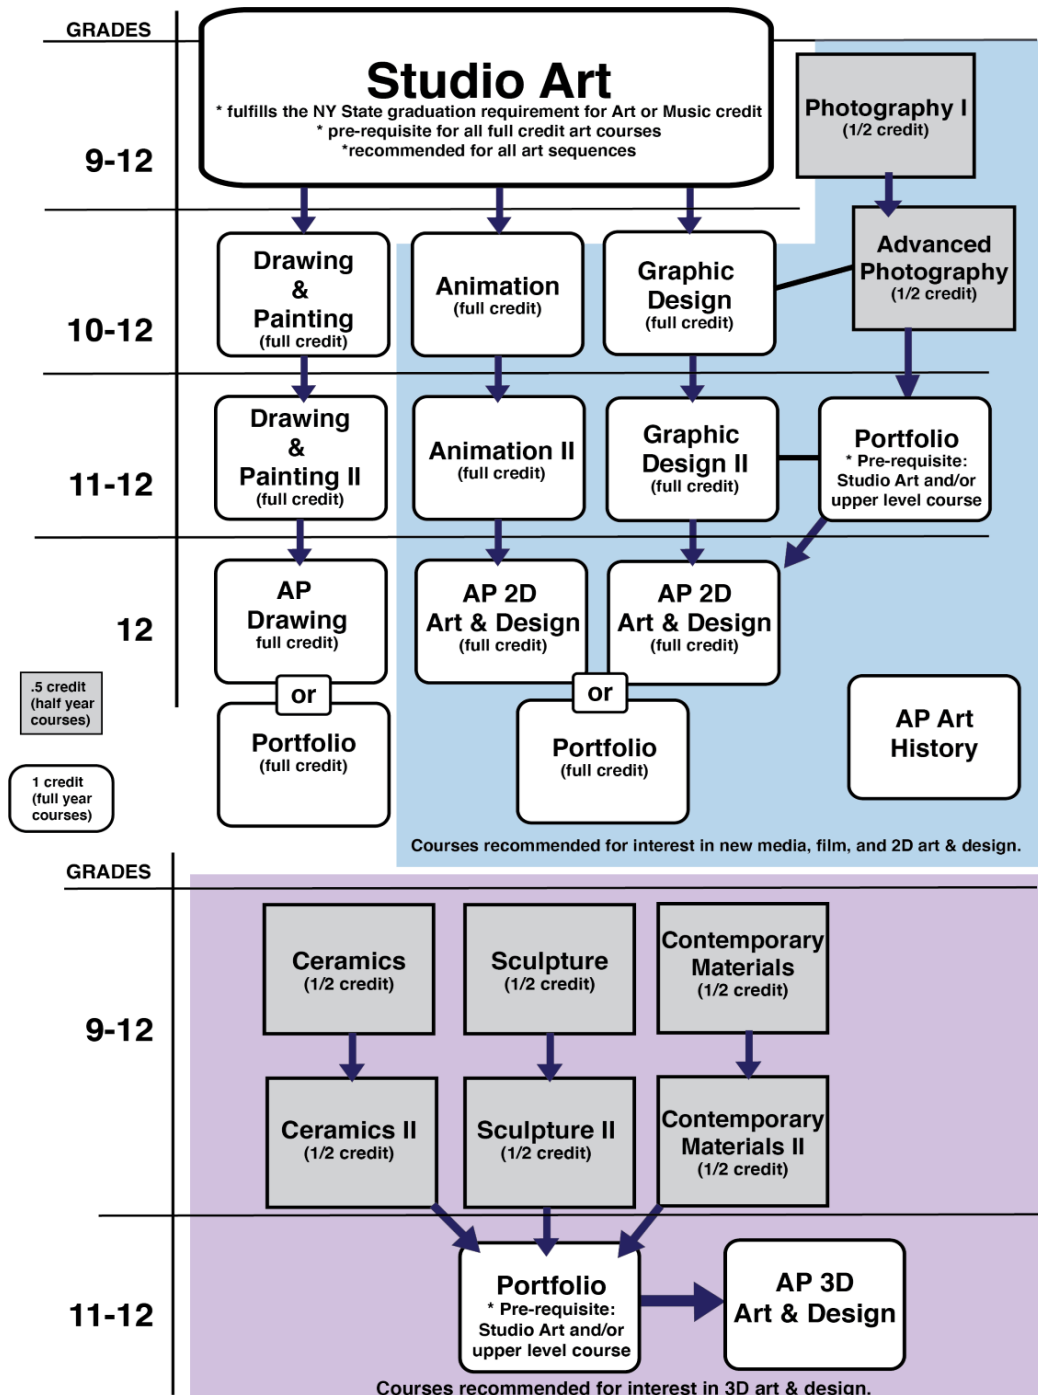 GRADES
Studio Art
* fulfills the NY State graduation requirement for Art or Music credit
* pre-requisite for all full credit art courses
*recommended for all art sequences
Photography I
(1/2 credit)
9-12
Drawing
&
Painting
(full credit)
Animation
(full credit)
Graphic
Design
(full credit)
Advanced
Photography
(1/2 credit)
10-12
Drawing
&
Painting II
(full credit)
Animation II
(full credit)
Graphic
Design II
(full credit)
Portfolio
* Pre-requisite:
Studio Art and/or
upper level course
11-12
AP
Drawing
full credit)
AP 2D
Art & Design
(full credit)
AP 2D
Art & Design
(full credit)
12
.5 credit
(half year
courses)
or
Portfolio
(full credit)
or
Portfolio
(full credit)
AP Art
History
1 credit
(full year
courses)
Courses recommended for interest in new media, film, and 2D art & design.
GRADES
Ceramics
(1/2 credit)
Sculpture
(1/2 credit)
Contemporary
Materials
(1/2 credit)
9-12
Ceramics II
(1/2 credit)
Sculpture II
(1/2 credit)
Contemporary
Materials II
(1/2 credit)
11-12
Portfolio
* Pre-requisite:
Studio Art and/or
upper level course
AP 3D
Art & Design
Courses recommended for interest in 3D art & design.